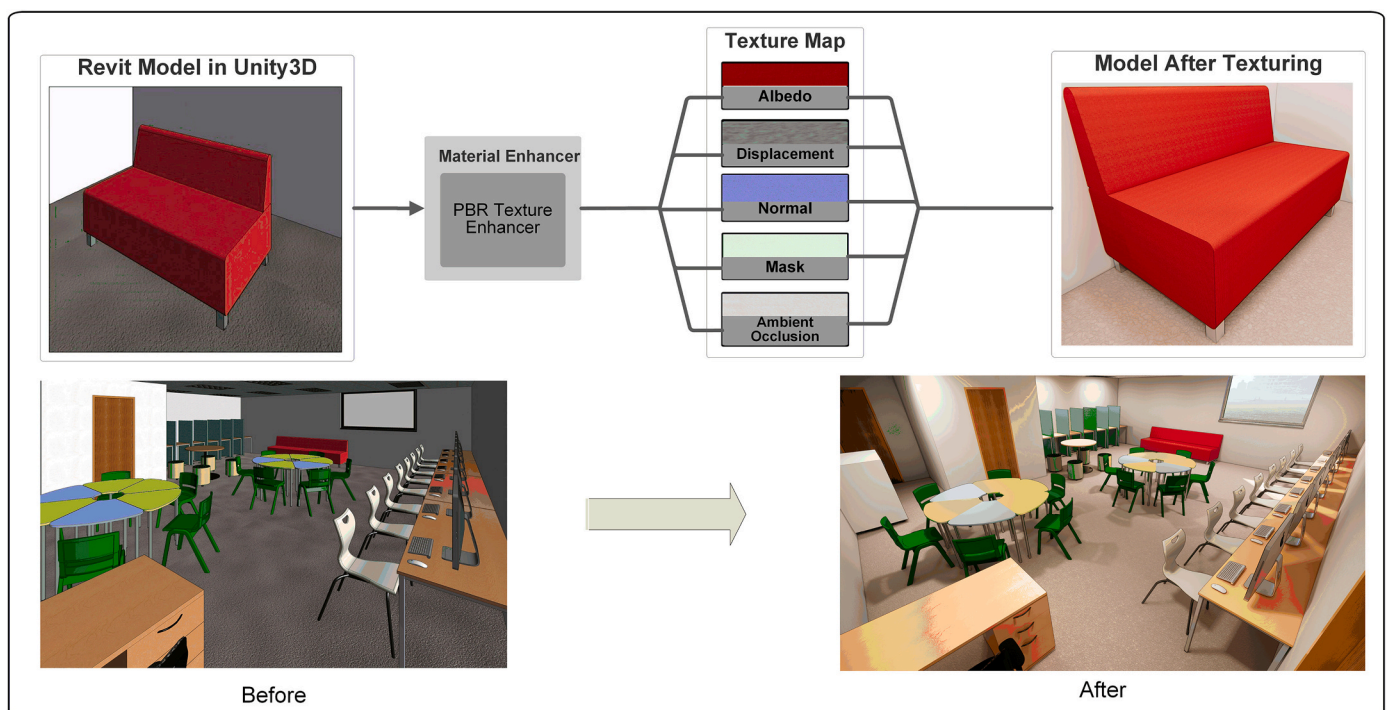 Revit Model in Unity3D
Material Enhancer
PBR Texture
Enhancer
Texture Map
Albedo
Displacement
Normal
Mask
Ambient
Occlusion
Model After Texturing
Before
After